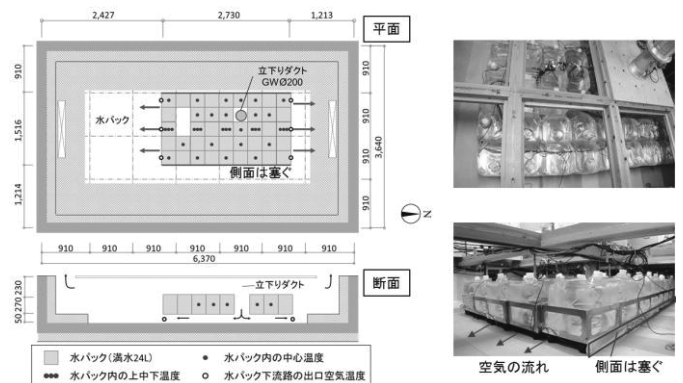 2,427 2,730 1,213
平面
910 1,516 1,214
立下りダクト
GWØ200
水パック
側面は塞ぐ
910 910 910 910
3,640
N
910 910 910 910 910 910 910
6,370
断面
立下りダクト
50 270 230
水パック(満水24L)
水パック内の中心温度
水パック内の上中下温度
水パック下流路の出口空気温度
空気の流れ
側面は塞ぐ